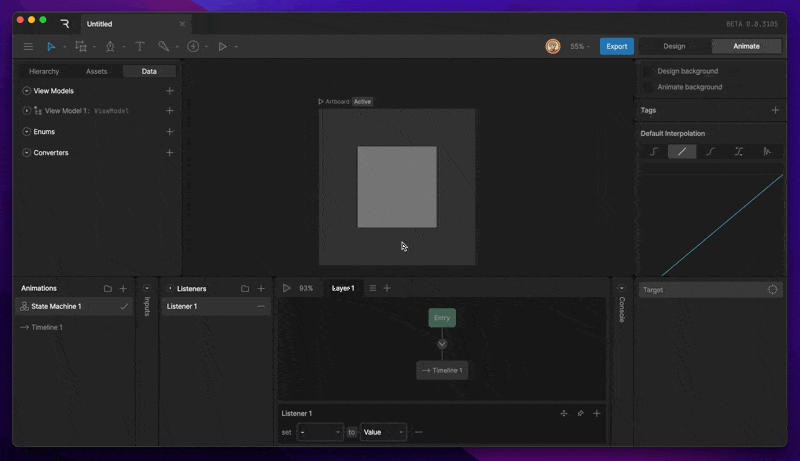 Untitled
BETA 0.8.3105
55%
Export
Design
Animate
Hierarchy
Assets
Data
View Models
View Model 1: ViewModel
Enums
Converters
Artboard
Active
Design background
Animate background
Tags
Default Interpolation
Animations
State Machine 1
Timeline 1
Inputs
Listeners
Listener 1
93%
Layer 1
Entry
Timeline 1
Listener 1
set - to Value
Console
Target